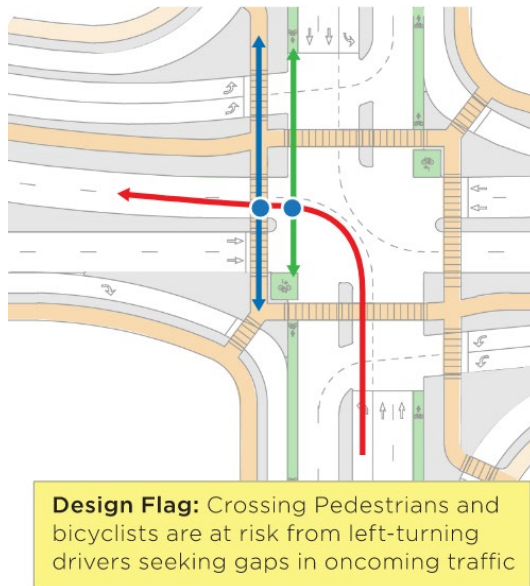 Design Flag: Crossing Pedestrians and
bicyclists are at risk from left-turning
drivers seeking gaps in oncoming traffic